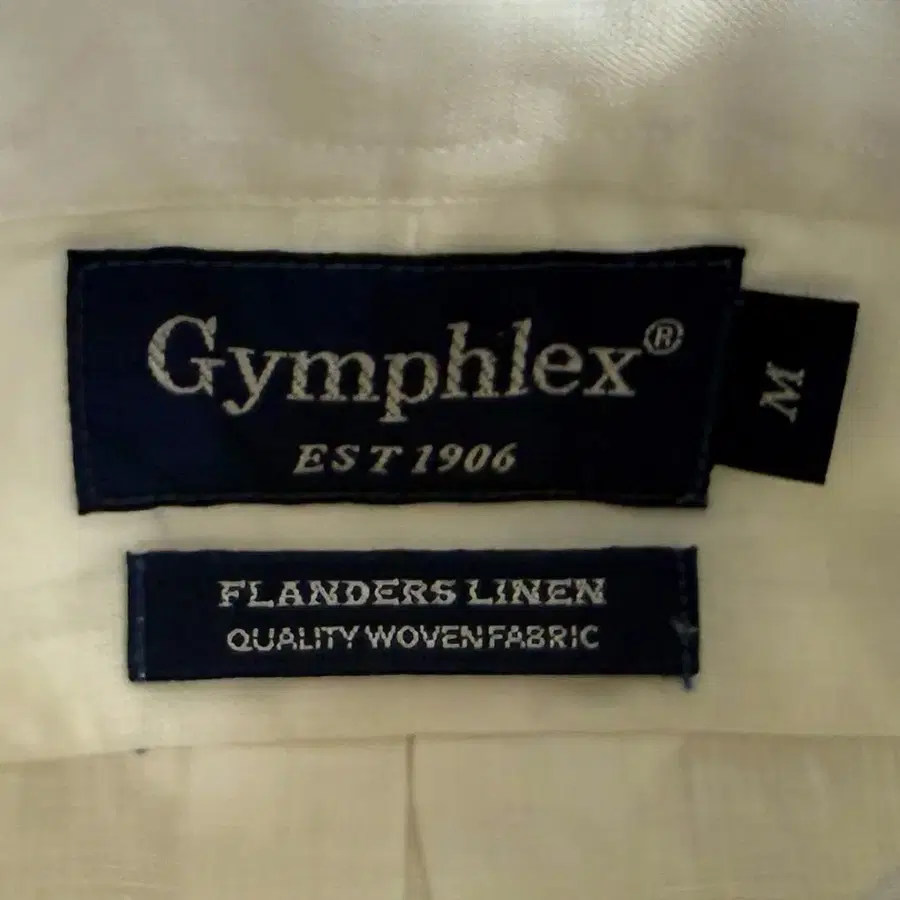 Gymphlex®
EST 1906
M
FLANDERS LINEN
QUALITY WOVEN FABRIC